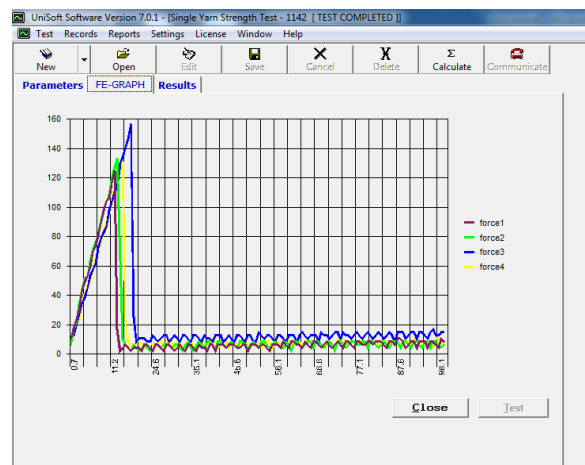 UniSoft Software Version 7.0.1 - [Single Yarn Strength Test - 1142 [ TEST COMPLETED ]]
Test Records Reports Settings License Window Help
New Open Edit Save Cancel Delete Calculate Communicate
Parameters FE-GRAPH Results
160
140
120
100
80
60
40
20
0
force1
force2
force3
force4
0.7 11.2 24.6 35.1 45.6 56.1 66.6 77.1 87.6 98.1
Close Test